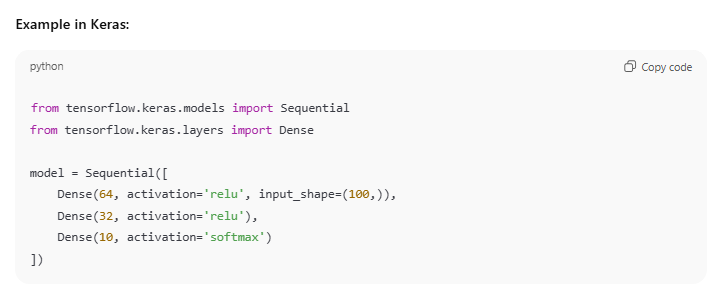 Example in Keras:
python
Copy code
from tensorflow.keras.models import Sequential
from tensorflow.keras.layers import Dense
model = Sequential([
    Dense(64, activation='relu', input_shape=(100,)),
    Dense(32, activation='relu'),
    Dense(10, activation='softmax')
])